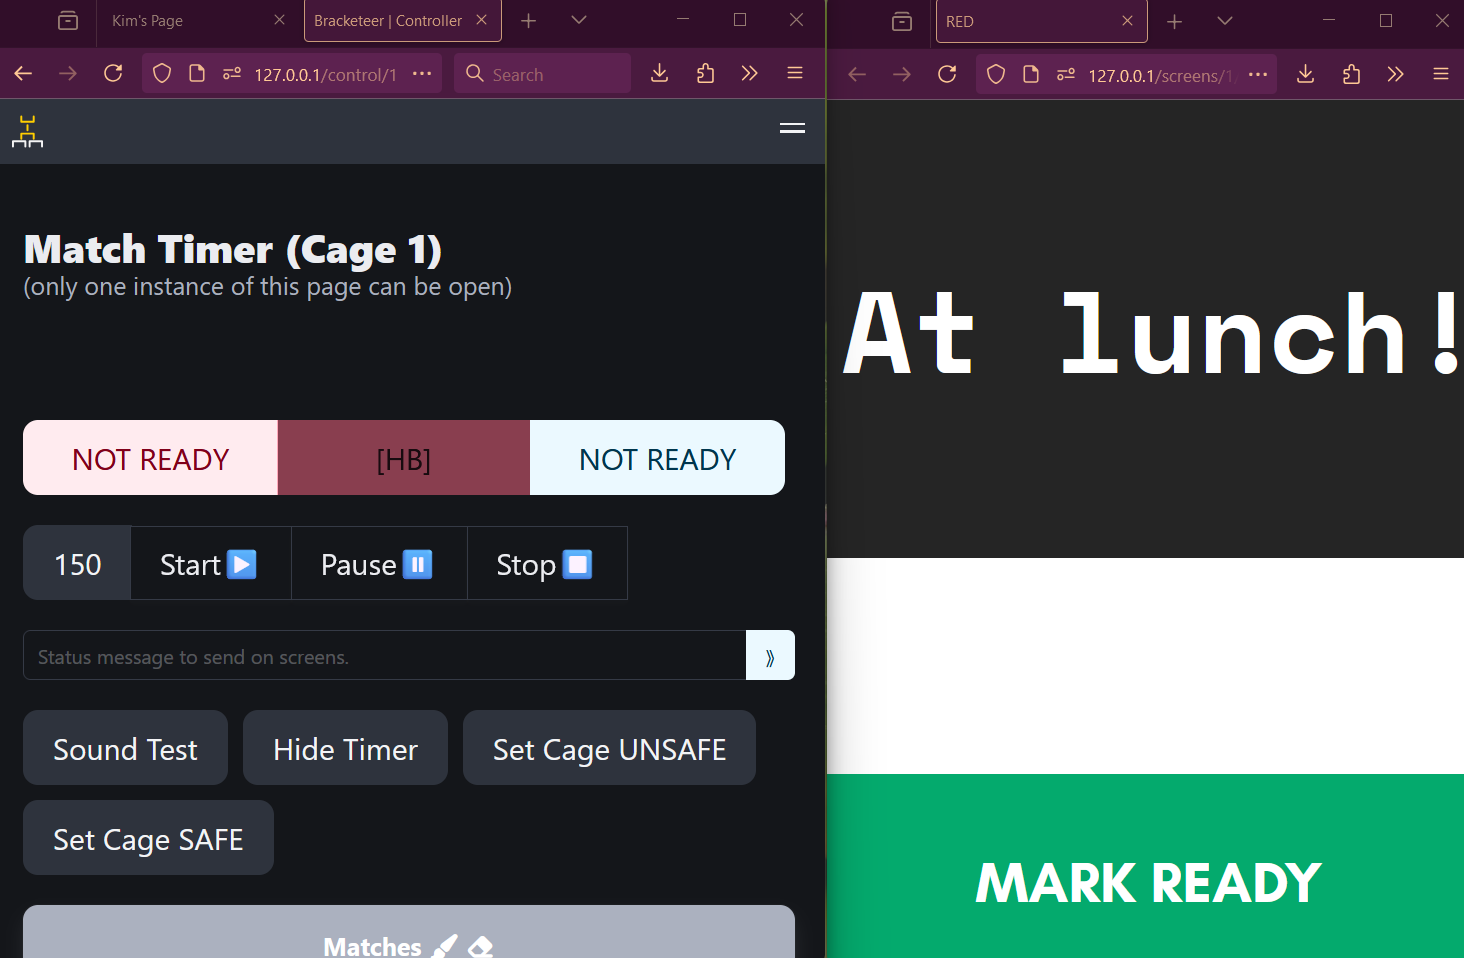 Kim's Page
Bracketeer | Controller
127.0.0.1/control/1
Search
Match Timer (Cage 1)
(only one instance of this page can be open)
NOT READY
[HB]
NOT READY
150
Start
Pause
Stop
Status message to send on screens.
⟫
Sound Test
Hide Timer
Set Cage UNSAFE
Set Cage SAFE
Matches
RED
127.0.0.1/screens/1/
At lunch!
MARK READY